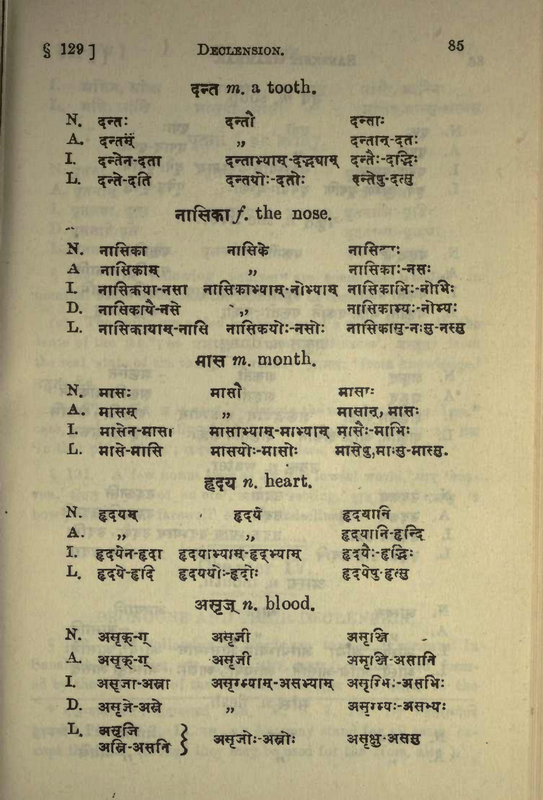 § 129 ] DECLENSION. 85
दन्त m. a tooth.
N. दन्तः दन्तौ दन्ताः
A. दन्तम् ,, दन्तान्-दतः
I. दन्तेन-दता दन्ताभ्याम्-दद्भ्याम् दन्तैः-दद्भिः
L. दन्ते-दति दन्तयोः-दतोः दन्तेषु-दत्सु
नासिका f. the nose.
N. नासिका नासिके
A नासिकाम् ,, नासिकाः-नसः
I. नासिकया-नसा नासिकाभ्याम्-नोभ्याम् नासिकाभिः-नोभिः
D. नासिकायै-नसे ,, नासिकाभ्यः-नोभ्यः
L. नासिकायाम्-नासि नासिकयोः-नसोः नासिकासु-नःसु-नस्सु
मास m. month.
N. मासः मासौ मासाः
A. मासम् ,, मासान्, मासः
I. मासेन-मासा मासाभ्याम्-माभ्याम् मासैः-माभिः
L. मासे-मासि मासयोः-मासोः मासेषु,माःसु-मास्सु.
हृदय n. heart.
N. हृदयम् हृदये हृदयानि
A. ,, ,, हृदयानि-हृन्दि
I. हृदयेन-हृदा हृदयाभ्याम्-हृद्भ्याम् हृदयैः-हृद्भिः
L. हृदये-हृदि हृदययोः-हृदोः हृदयेषु-हृत्सु
असृज् n. blood.
N. असृक्-ग् असृजी असृञ्जि
A. असृक्-ग् असृजी असृञ्जि-असानि
I. असृजा-अस्ना असृग्भ्याम्-असभ्याम् असृग्भिः-असभिः
D. असृजे-अस्ने ,, असृग्भ्यः-असभ्यः
L. असृजि
अस्नि-असनि } असृजोः-अस्नोः असृक्षु-अससु